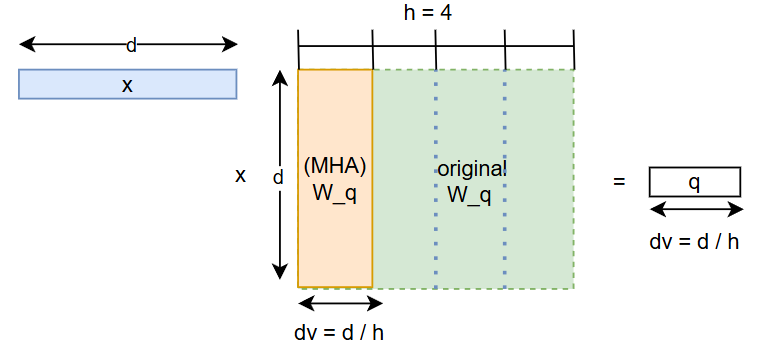 h = 4
d
x
(MHA)
W_q
original
W_q
x
d
=
q
dv = d / h
dv = d / h